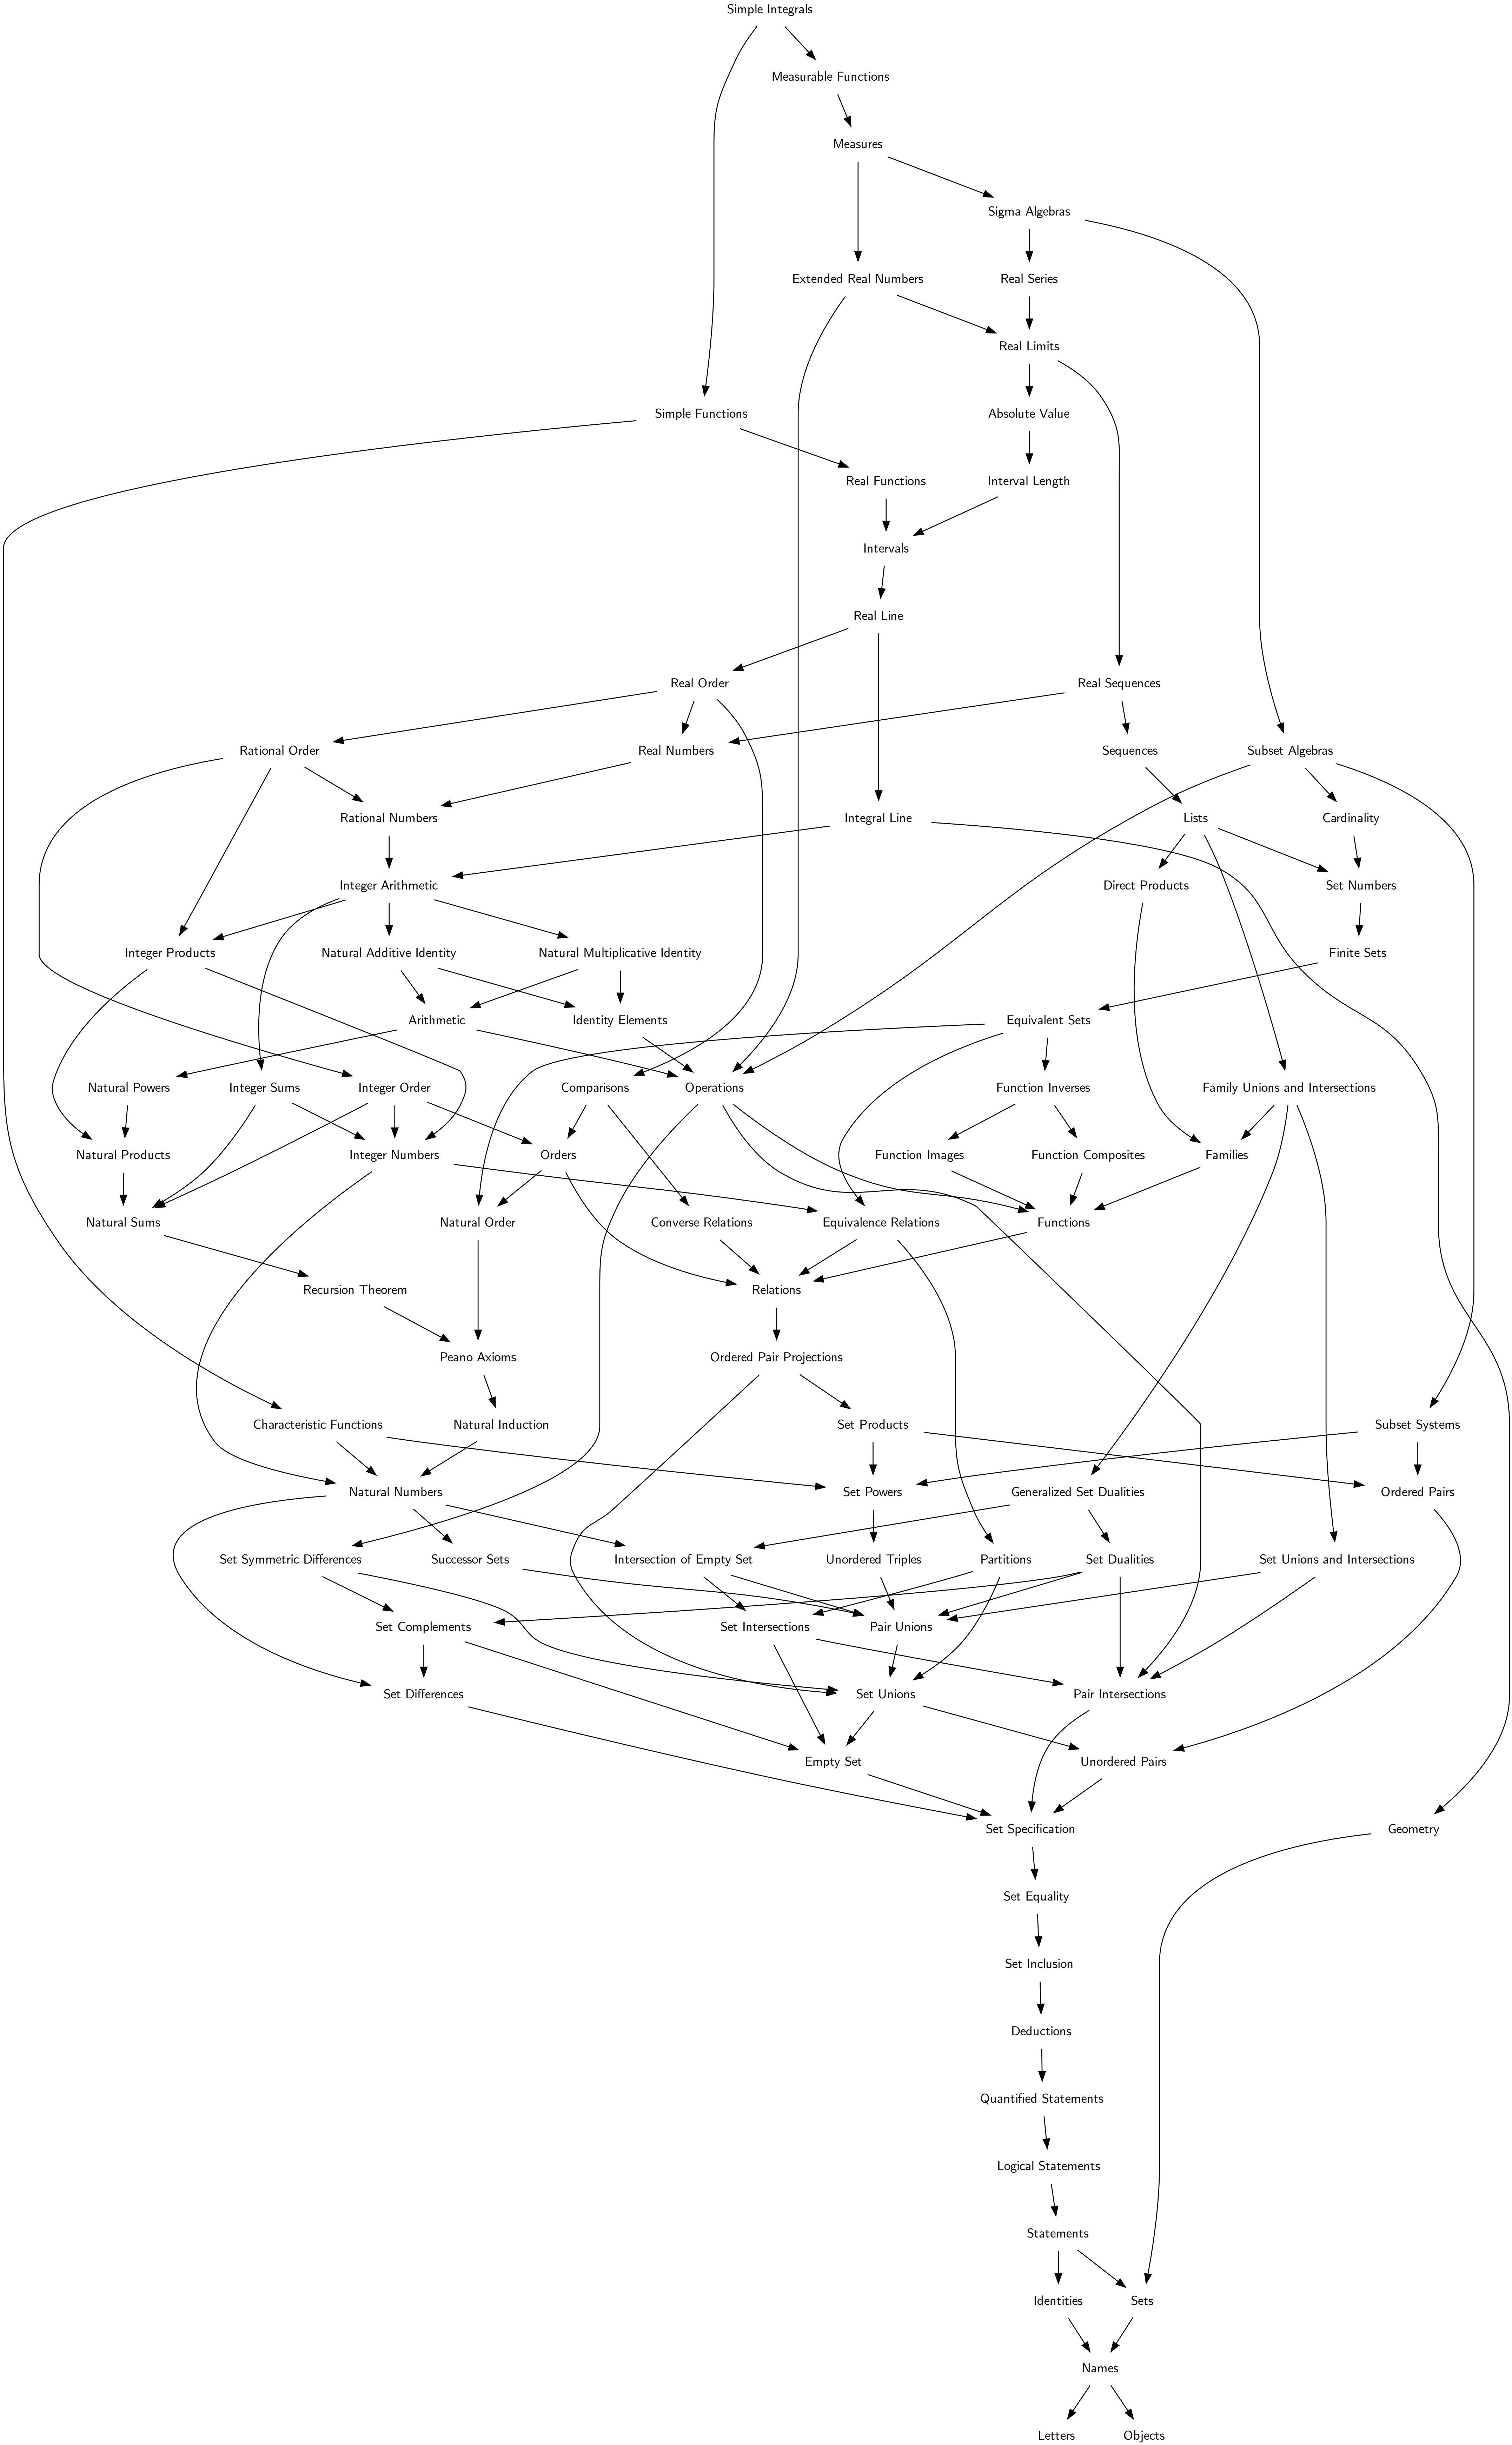 Simple Integrals
Measurable Functions
Measures
Sigma Algebras
Extended Real Numbers
Real Series
Real Limits
Simple Functions
Absolute Value
Real Functions
Interval Length
Intervals
Real Line
Real Order
Real Sequences
Rational Order
Real Numbers
Sequences
Subset Algebras
Rational Numbers
Integral Line
Lists
Cardinality
Integer Arithmetic
Direct Products
Set Numbers
Integer Products
Natural Additive Identity
Natural Multiplicative Identity
Finite Sets
Arithmetic
Identity Elements
Equivalent Sets
Natural Powers
Integer Sums
Integer Order
Comparisons
Operations
Function Inverses
Family Unions and Intersections
Natural Products
Integer Numbers
Orders
Function Images
Function Composites
Families
Natural Sums
Natural Order
Converse Relations
Equivalence Relations
Functions
Recursion Theorem
Relations
Peano Axioms
Ordered Pair Projections
Characteristic Functions
Natural Induction
Set Products
Subset Systems
Natural Numbers
Set Powers
Generalized Set Dualities
Ordered Pairs
Set Symmetric Differences
Successor Sets
Intersection of Empty Set
Unordered Triples
Partitions
Set Dualities
Set Unions and Intersections
Set Complements
Set Intersections
Pair Unions
Set Differences
Set Unions
Pair Intersections
Empty Set
Unordered Pairs
Set Specification
Geometry
Set Equality
Set Inclusion
Deductions
Quantified Statements
Logical Statements
Statements
Identities
Sets
Names
Letters
Objects